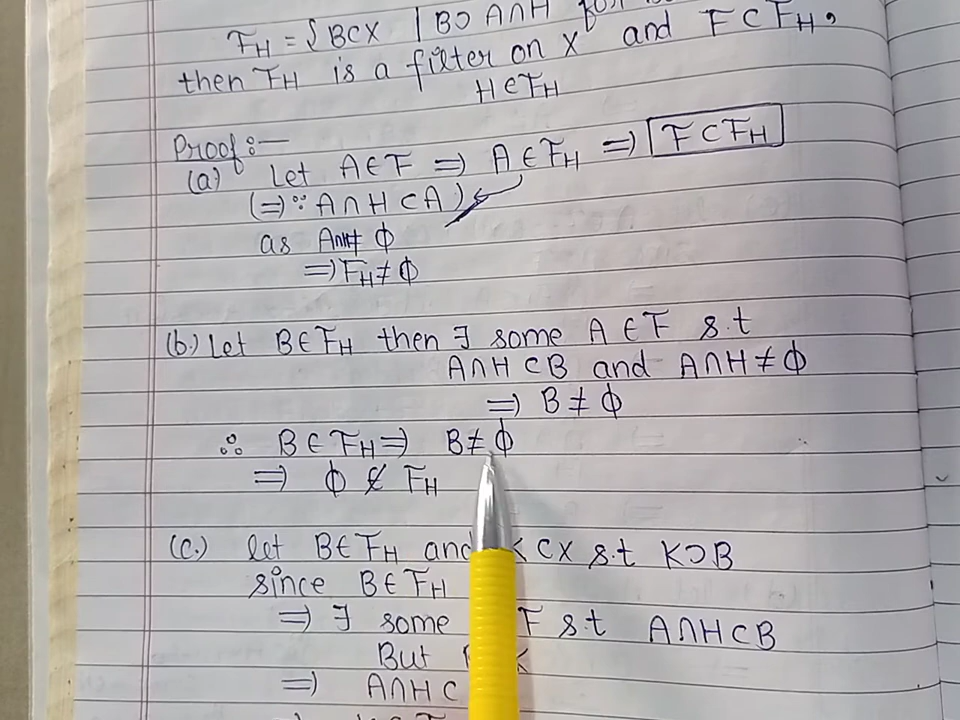 F_H = { B⊂X | B⊃A∩H for
then F_H is a filter on X and F⊂F_H,
H∈F_H
Proof:-
(a) Let A∈F ⇒ A∈F_H ⇒ F⊂F_H
(⇒ ∵ A∩H⊂A)
as A∩H≠ ϕ
⇒ F_H≠ϕ
(b.) Let B∈F_H then ∃ some A∈F s.t
A∩H⊂B and A∩H≠ϕ
⇒ B≠ϕ
∴ B∈F_H ⇒ B≠ϕ
⇒ ϕ ∉ F_H
(c.) let B∈F_H and K⊂X s.t K⊃B
since B∈F_H
⇒ ∃ some F s.t A∩H⊂B
But
⇒ A∩H⊂